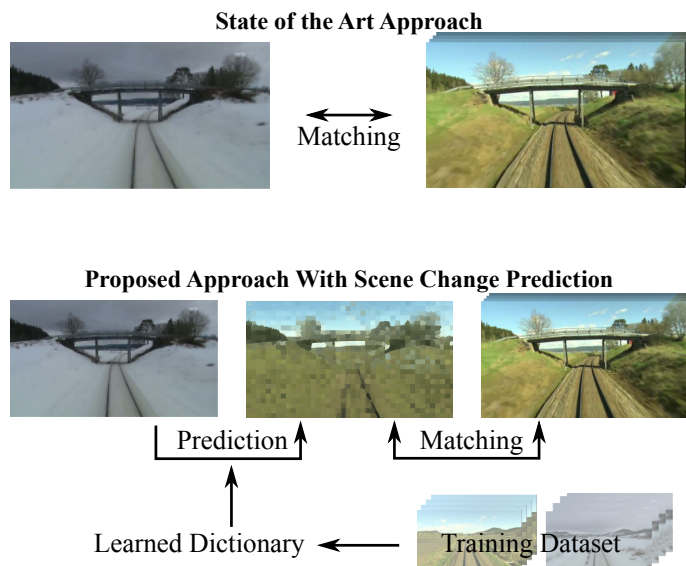 State of the Art Approach
Matching
Proposed Approach With Scene Change Prediction
Prediction
Matching
Learned Dictionary
Training Dataset